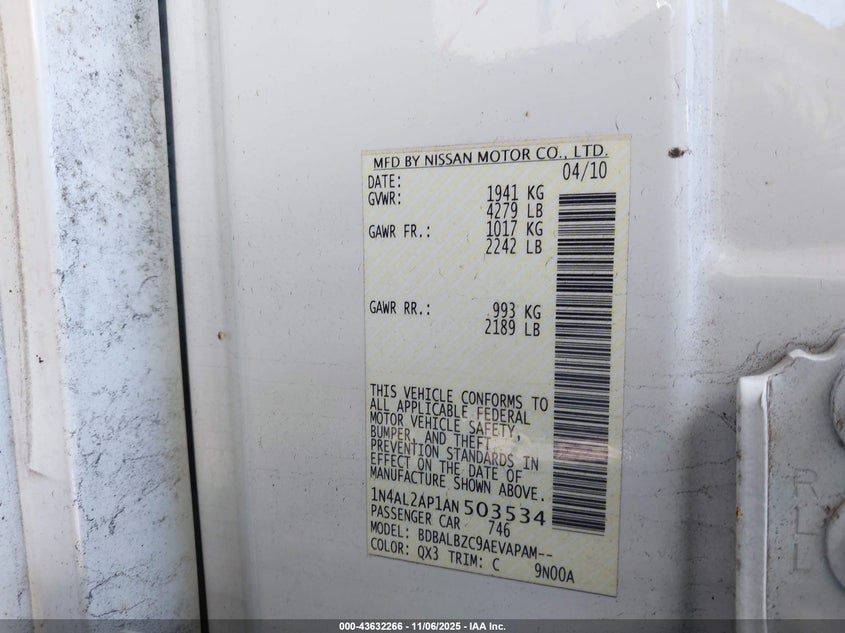 MFD BY NISSAN MOTOR CO., LTD.
DATE: 04/10
GVWR: 1941 KG
4279 LB
GAWR FR.: 1017 KG
2242 LB
GAWR RR.: 993 KG
2189 LB
THIS VEHICLE CONFORMS TO
ALL APPLICABLE FEDERAL
MOTOR VEHICLE SAFETY,
BUMPER, AND THEFT
PREVENTION STANDARDS IN
EFFECT ON THE DATE OF
MANUFACTURE SHOWN ABOVE.
1N4AL2AP1AN503534
PASSENGER CAR 746
MODEL: BDBALBZC9AEVAPAM--
COLOR: QX3 TRIM: C 9N00A
RLL
000-43632266 - 11/06/2025 - IAA Inc.